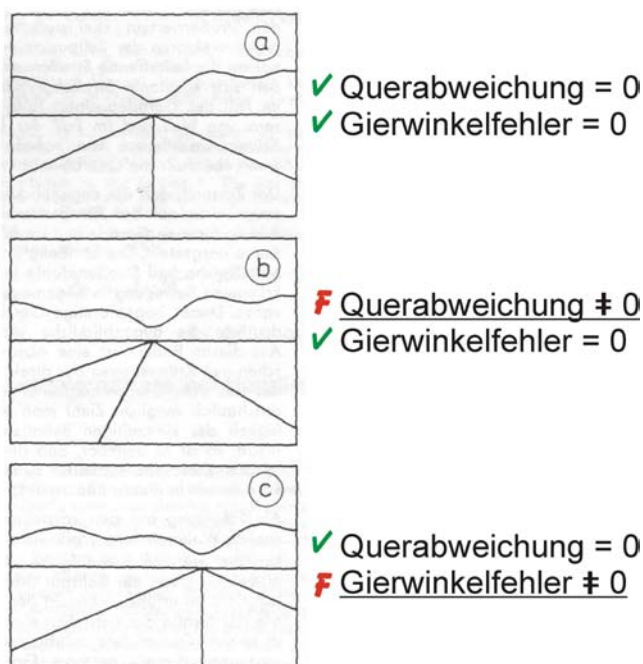 a
✓ Querabweichung = 0
✓ Gierwinkelfehler = 0
b
F Querabweichung ‡ 0
✓ Gierwinkelfehler = 0
c
✓ Querabweichung = 0
F Gierwinkelfehler ‡ 0